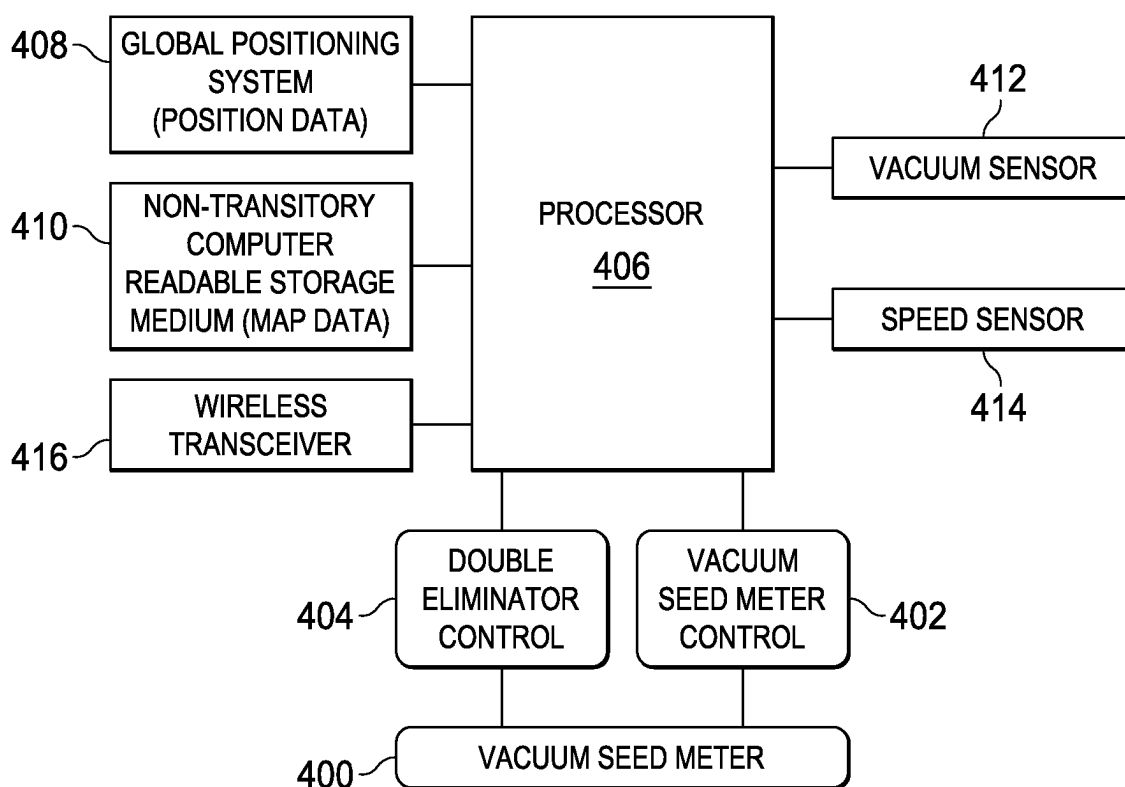 408
GLOBAL POSITIONING
SYSTEM
(POSITION DATA)
410
NON-TRANSITORY
COMPUTER
READABLE STORAGE
MEDIUM (MAP DATA)
416
WIRELESS
TRANSCEIVER
PROCESSOR
406
412
VACUUM SENSOR
SPEED SENSOR
414
404
DOUBLE
ELIMINATOR
CONTROL
VACUUM
SEED METER
CONTROL
402
400
VACUUM SEED METER